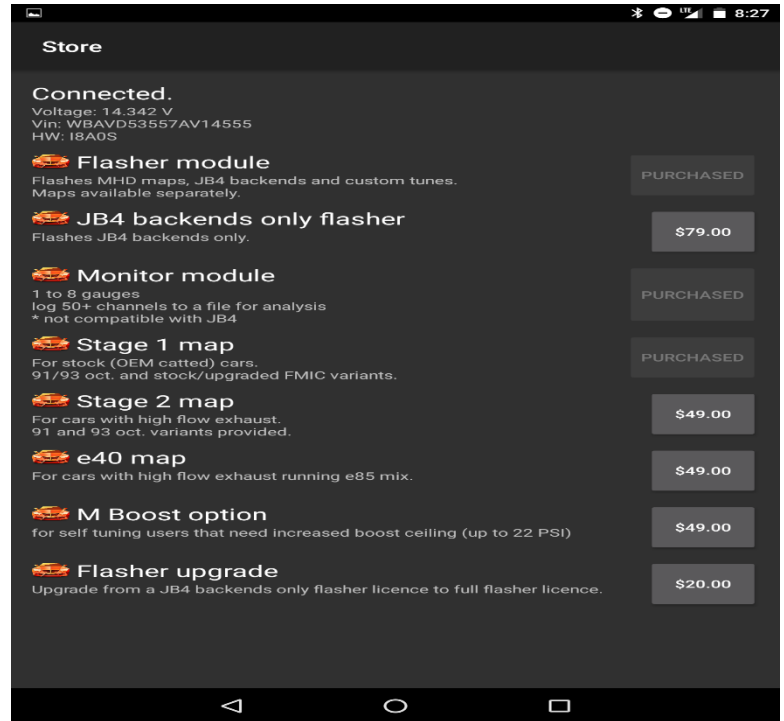 LTE 8:27
Store
Connected.
Voltage: 14.342 V
Vin: WBAVD53557AV14555
HW: I8A0S
Flasher module
Flashes MHD maps, JB4 backends and custom tunes.
Maps available separately.
PURCHASED
JB4 backends only flasher
Flashes JB4 backends only.
$79.00
Monitor module
1 to 8 gauges
log 50+ channels to a file for analysis
* not compatible with JB4
PURCHASED
Stage 1 map
For stock (OEM catted) cars.
91/93 oct. and stock/upgraded FMIC variants.
PURCHASED
Stage 2 map
For cars with high flow exhaust.
91 and 93 oct. variants provided.
$49.00
e40 map
For cars with high flow exhaust running e85 mix.
$49.00
M Boost option
for self tuning users that need increased boost ceiling (up to 22 PSI)
$49.00
Flasher upgrade
Upgrade from a JB4 backends only flasher licence to full flasher licence.
$20.00